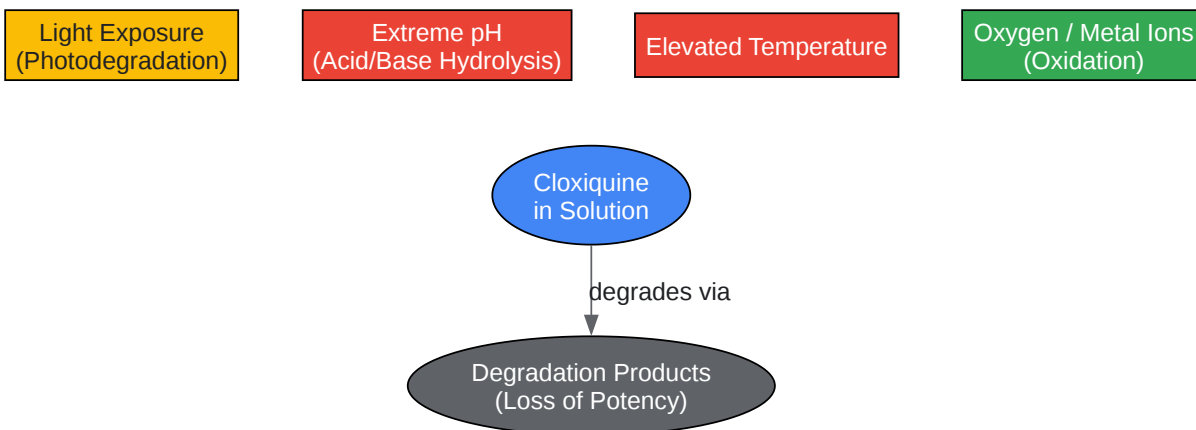 Light Exposure
(Photodegradation)
Extreme pH
(Acid/Base Hydrolysis)
Elevated Temperature
Oxygen / Metal Ions
(Oxidation)
Cloxiquine
in Solution
degrades via
Degradation Products
(Loss of Potency)